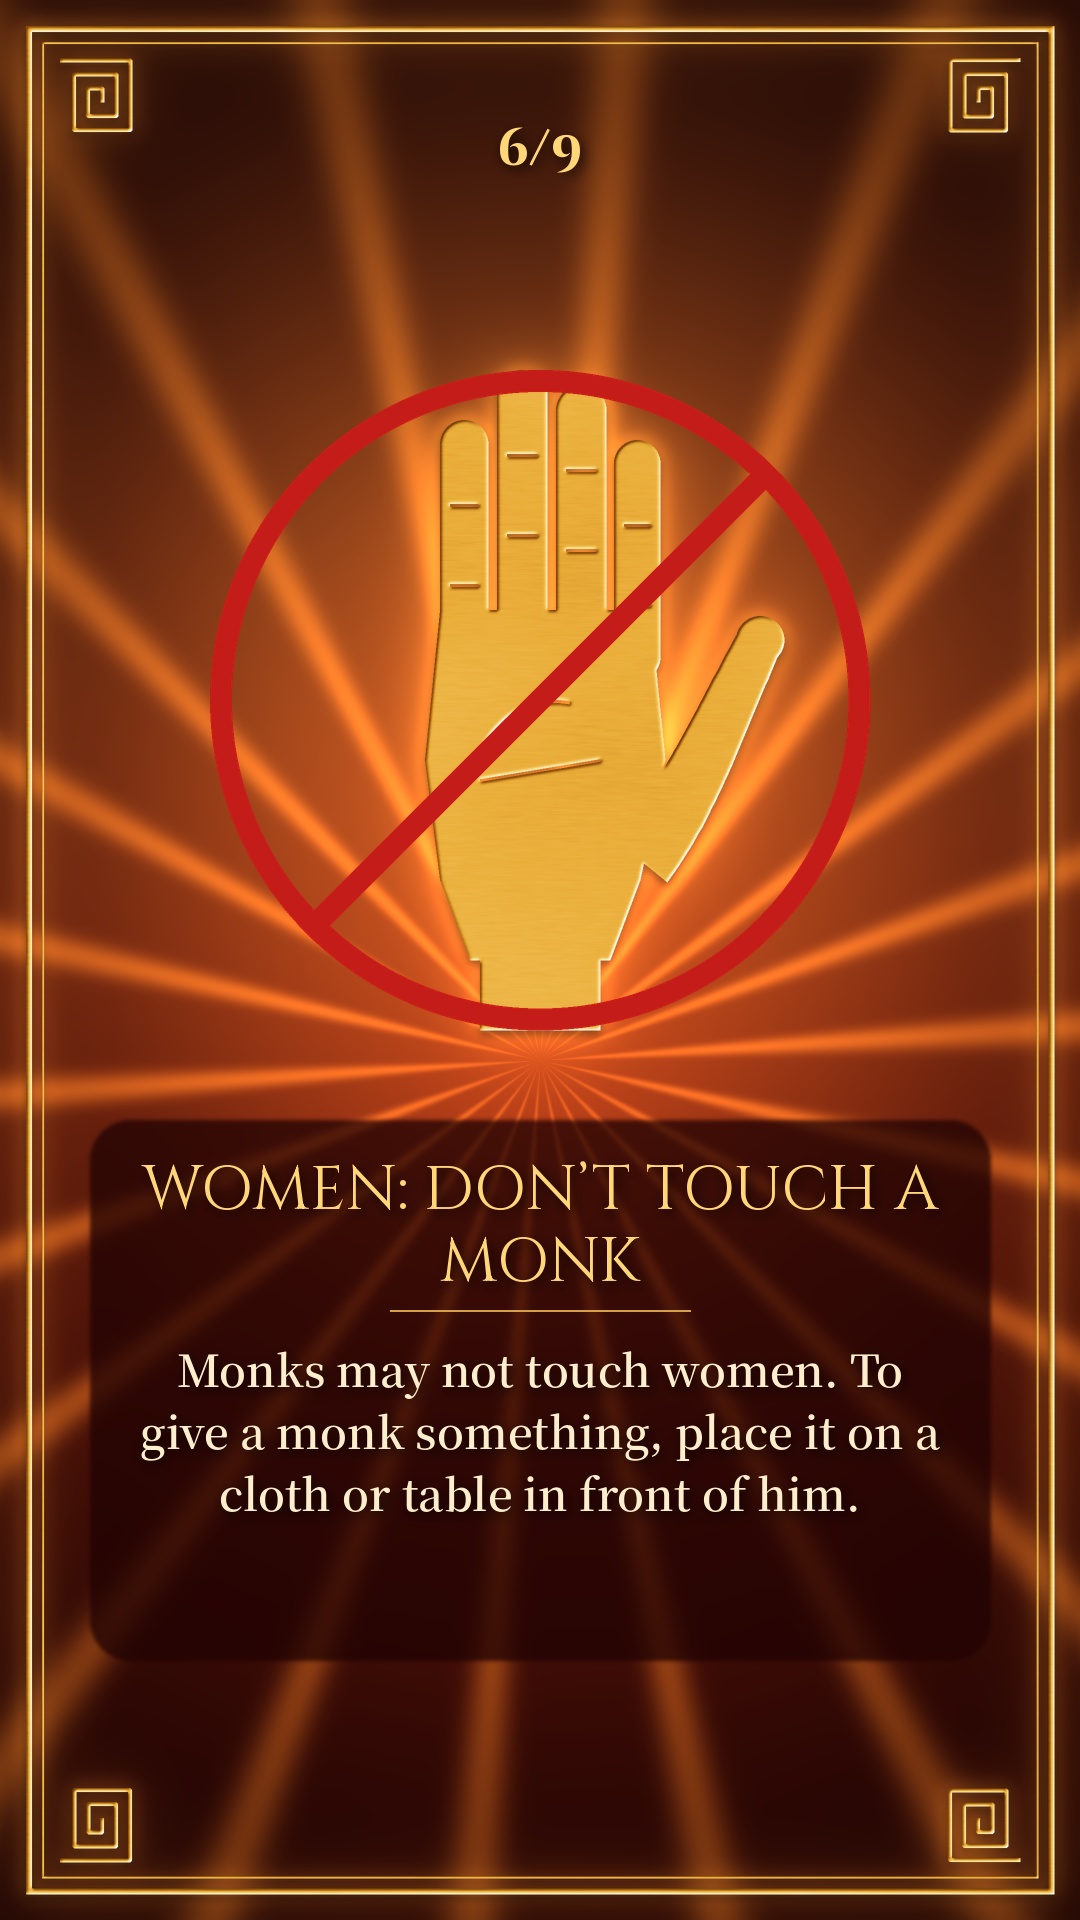 6/9
WOMEN: DON’T TOUCH A
MONK
Monks may not touch women. To
give a monk something, place it on a
cloth or table in front of him.